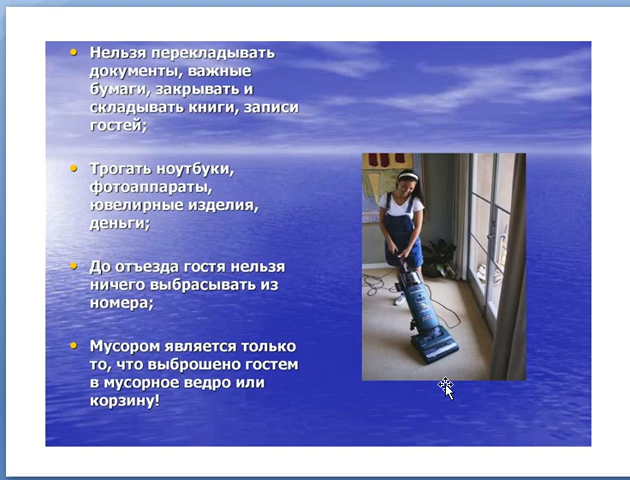 Нельзя перекладывать
документы, важные
бумаги, закрывать и
складывать книги, записи
гостей;
Трогать ноутбуки,
фотоаппараты,
ювелирные изделия,
деньги;
До отъезда гостя нельзя
ничего выбрасывать из
номера;
Мусором является только
то, что выброшено гостем
в мусорное ведро или
корзину!